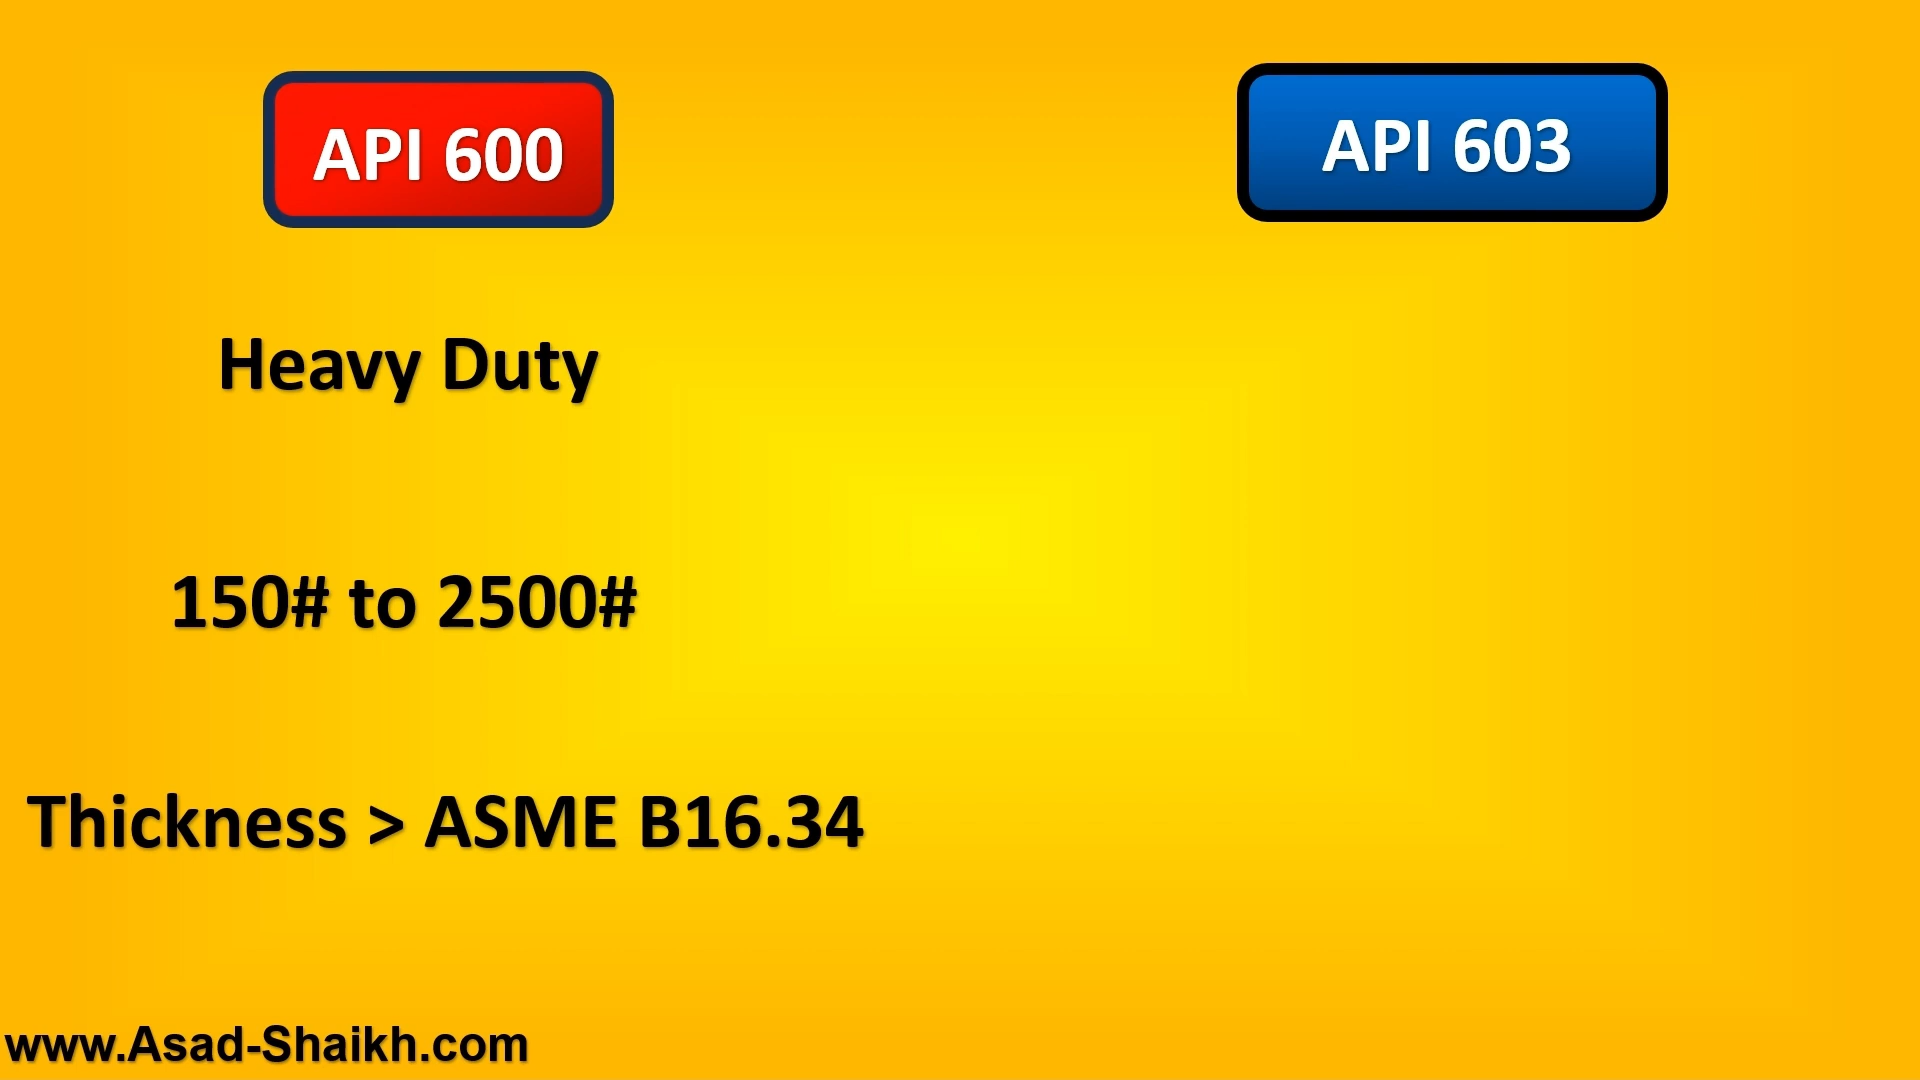 API 600
API 603
Heavy Duty
150# to 2500#
Thickness > ASME B16.34
www.Asad-Shaikh.com